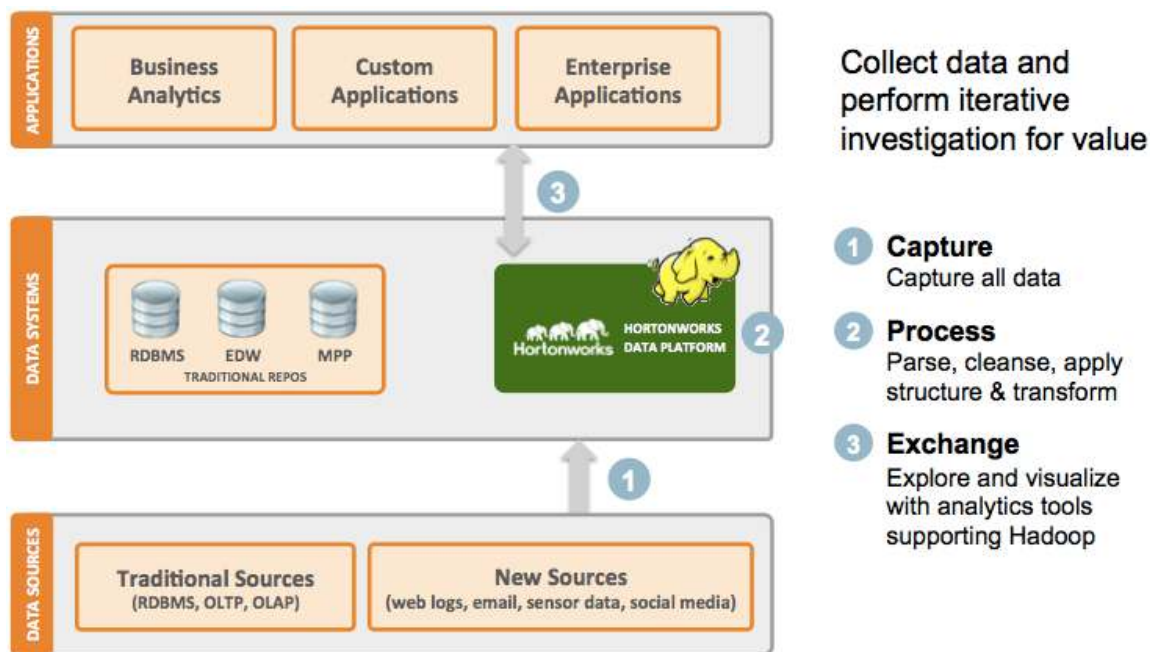 APPLICATIONS
Business
Analytics
Custom
Applications
Enterprise
Applications
3
DATA SYSTEMS
RDBMS
EDW
MPP
TRADITIONAL REPOS
Hortonworks
HORTONWORKS
DATA PLATFORM
2
1
DATA SOURCES
Traditional Sources
(RDBMS, OLTP, OLAP)
New Sources
(web logs, email, sensor data, social media)
Collect data and
perform iterative
investigation for value
1 Capture
Capture all data
2 Process
Parse, cleanse, apply
structure & transform
3 Exchange
Explore and visualize
with analytics tools
supporting Hadoop